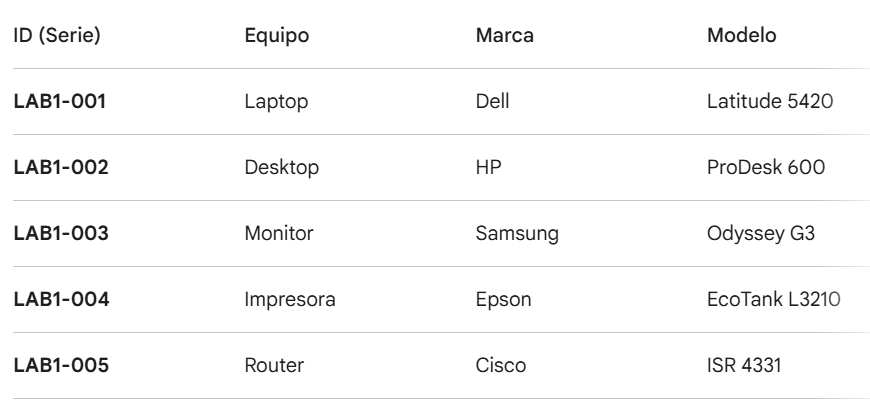 ID (Serie) Equipo Marca Modelo
LAB1-001 Laptop Dell Latitude 5420
LAB1-002 Desktop HP ProDesk 600
LAB1-003 Monitor Samsung Odyssey G3
LAB1-004 Impresora Epson EcoTank L3210
LAB1-005 Router Cisco ISR 4331